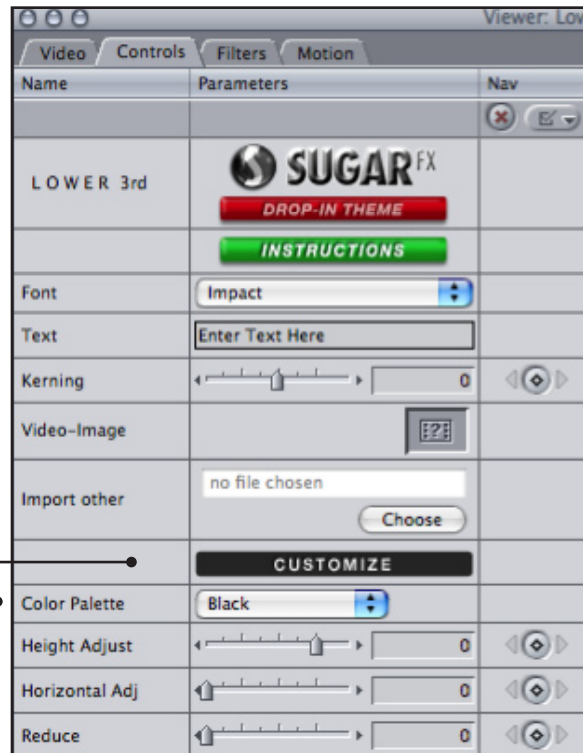 Viewer: Lov
Video Controls Filters Motion
Name Parameters Nav
LOWER 3rd
SUGAR FX
DROP-IN THEME
INSTRUCTIONS
Font Impact
Text Enter Text Here
Kerning 0
Video-Image [?]
Import other no file chosen
Choose
CUSTOMIZE
Color Palette Black
Height Adjust 0
Horizontal Adj 0
Reduce 0